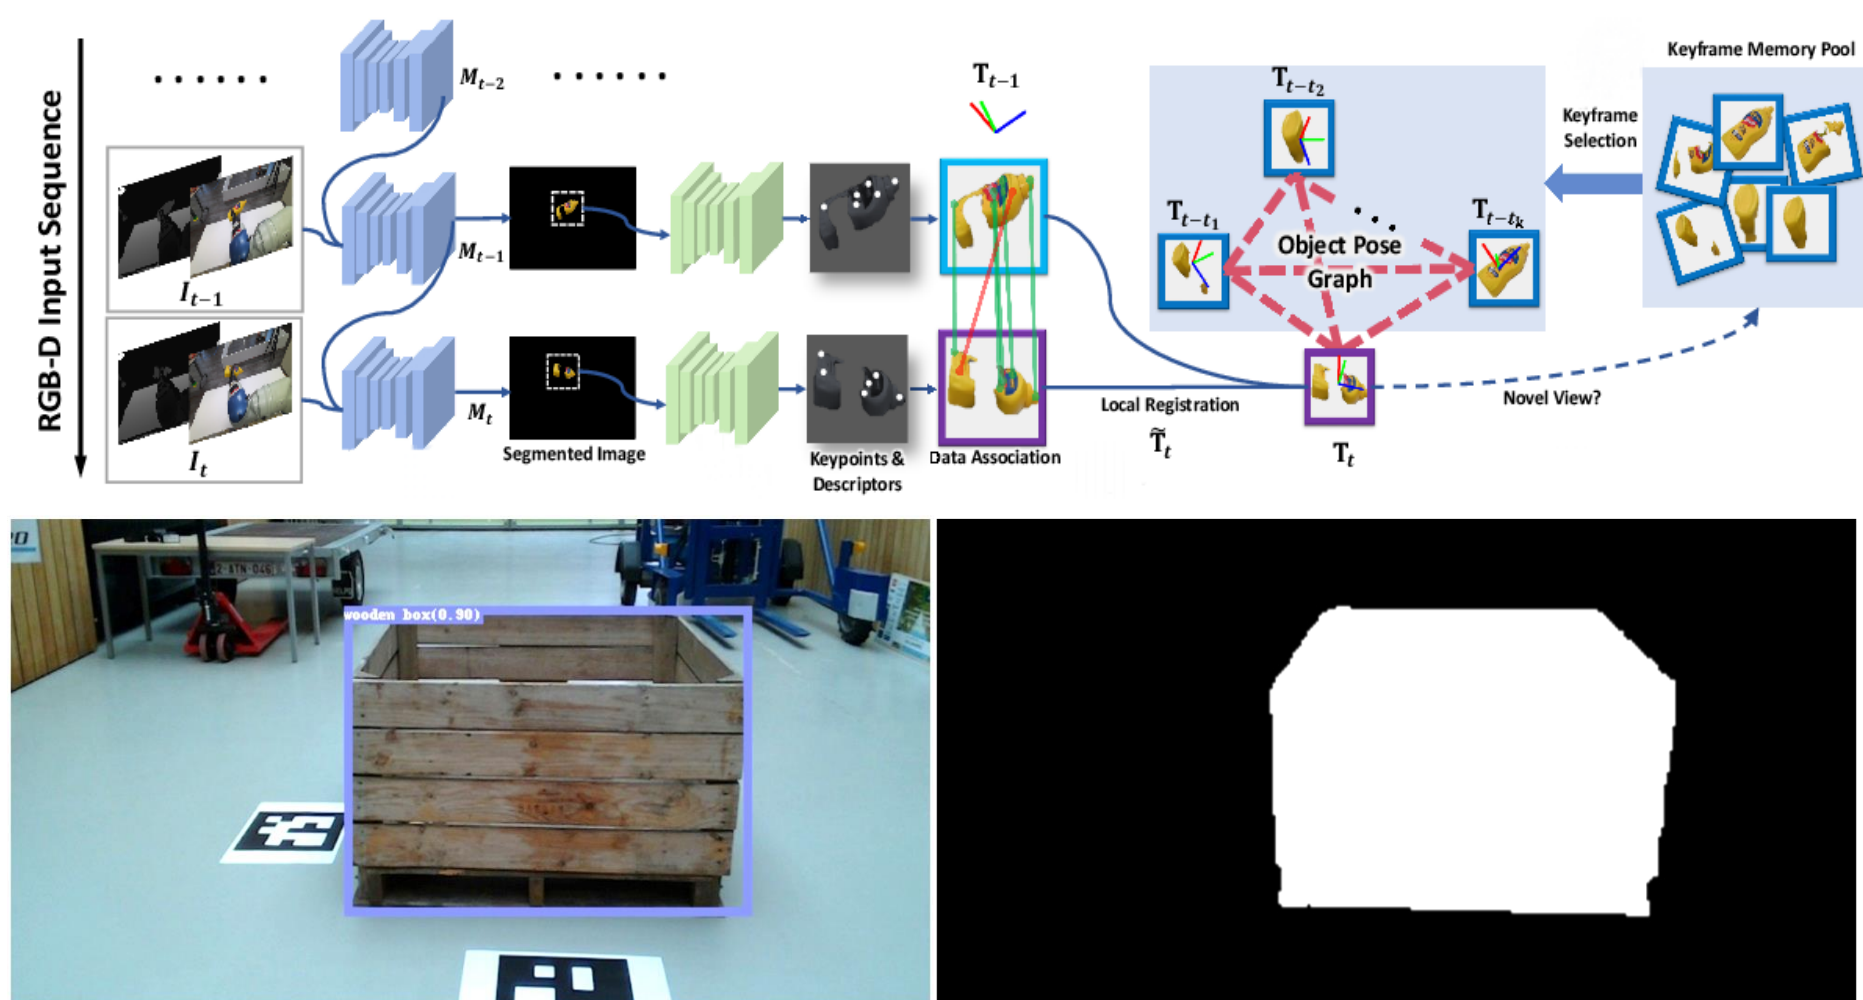 RGB-D Input Sequence
......
M_{t-2}
......
T_{t-1}
T_{t-t_2}
Keyframe Memory Pool
Keyframe
Selection
I_{t-1}
M_{t-1}
T_{t-t_1}
T_{t-t_k}
Object Pose
Graph
I_t
M_t
Segmented Image
Keypoints &
Descriptors
Data Association
Local Registration
T̃_t
T_t
Novel View?
wooden box(0.90)